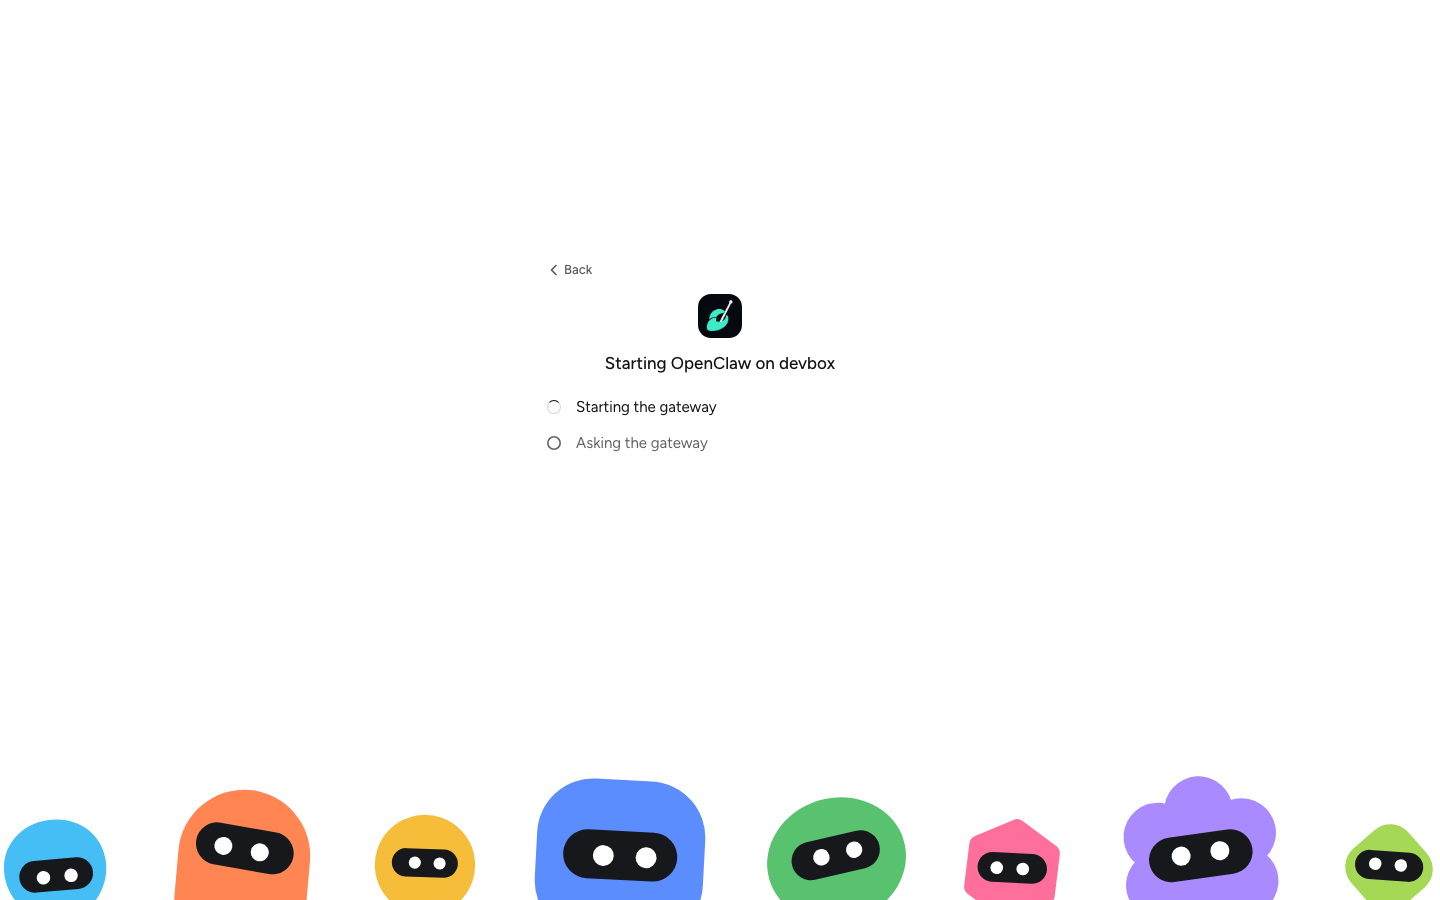 Back
Starting OpenClaw on devbox
Starting the gateway
Asking the gateway